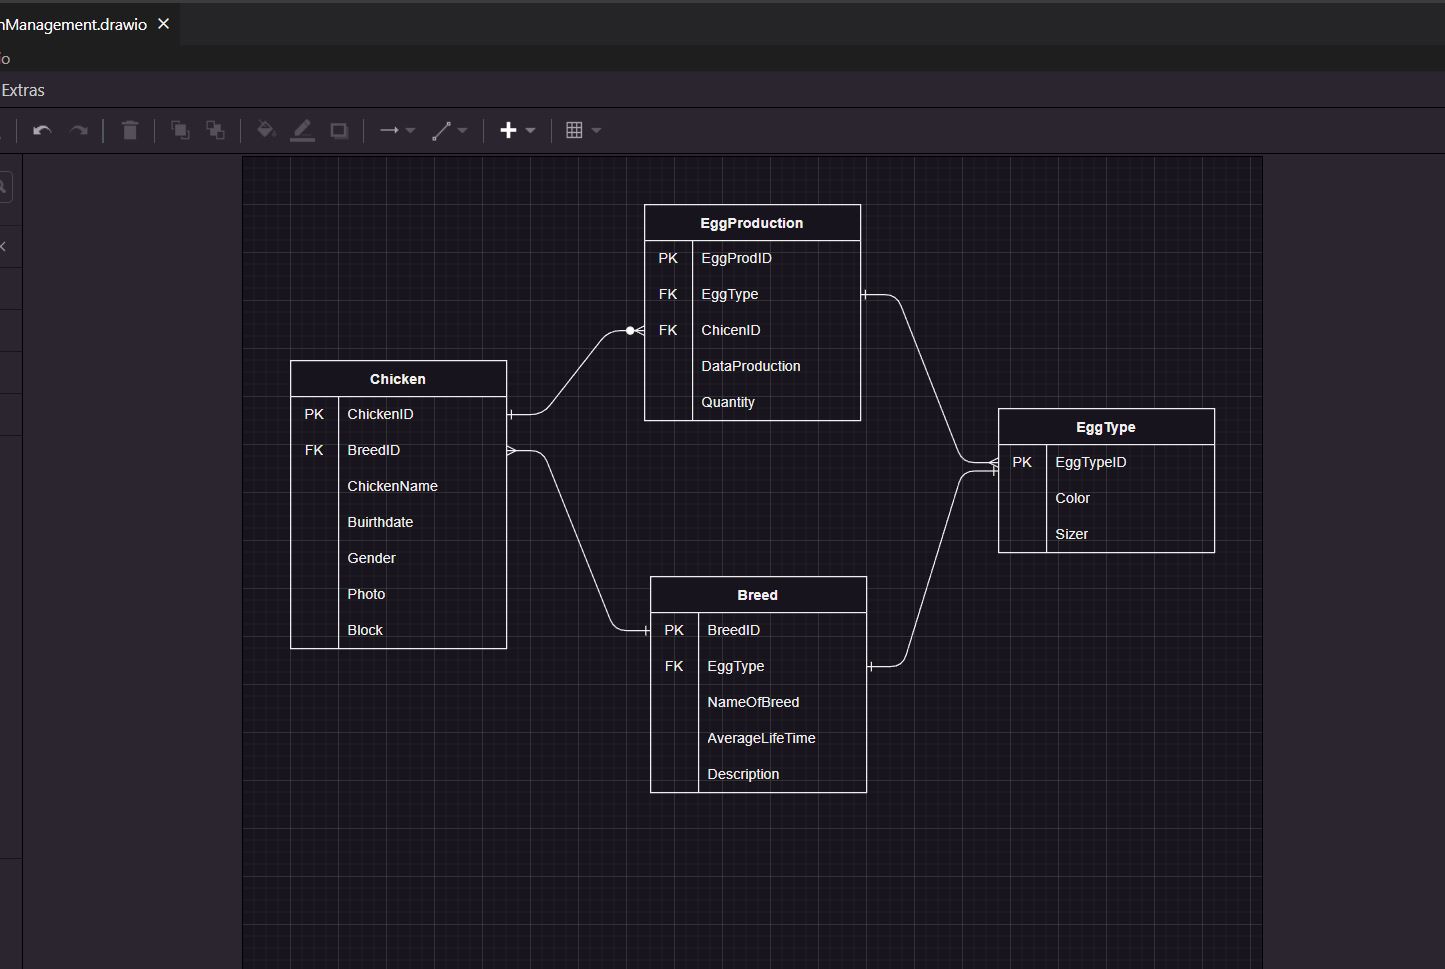 nManagement.drawio
io
Extras
EggProduction
PK EggProdID
FK EggType
FK ChicenID
DataProduction
Quantity
Chicken
PK ChickenID
FK BreedID
ChickenName
Buirthdate
Gender
Photo
Block
EggType
PK EggTypeID
Color
Sizer
Breed
PK BreedID
FK EggType
NameOfBreed
AverageLifeTime
Description